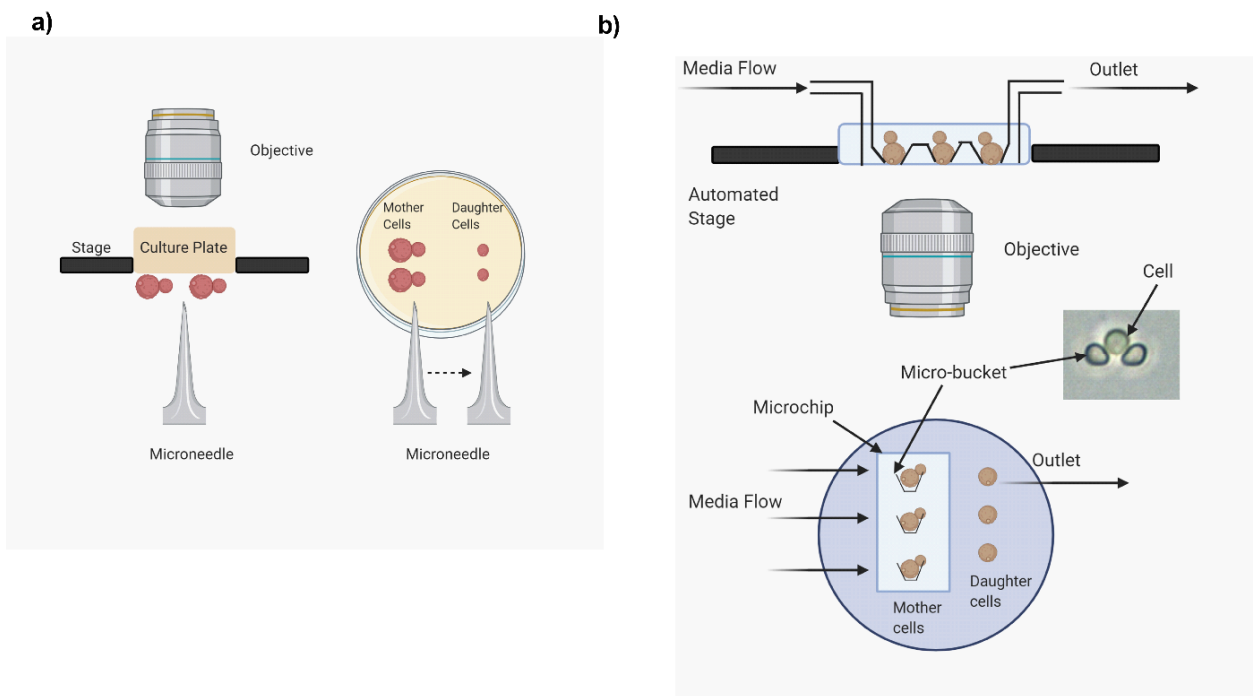 a)
Objective
Mother
Cells
Daughter
Cells
Stage
Culture Plate
Microneedle
Microneedle
b)
Media Flow
Outlet
Automated
Stage
Objective
Cell
Micro-bucket
Microchip
Outlet
Media Flow
Daughter
cells
Mother
cells